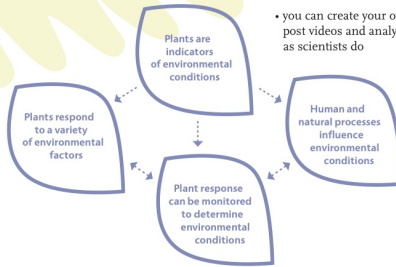 • you can create your o
post videos and analy
as scientists do
Plants are
indicators
of environmental
conditions
Plants respond
to a variety
of environmental
factors
Human and
natural processes
influence
environmental
conditions
Plant response
can be monitored
to determine
environmental
conditions